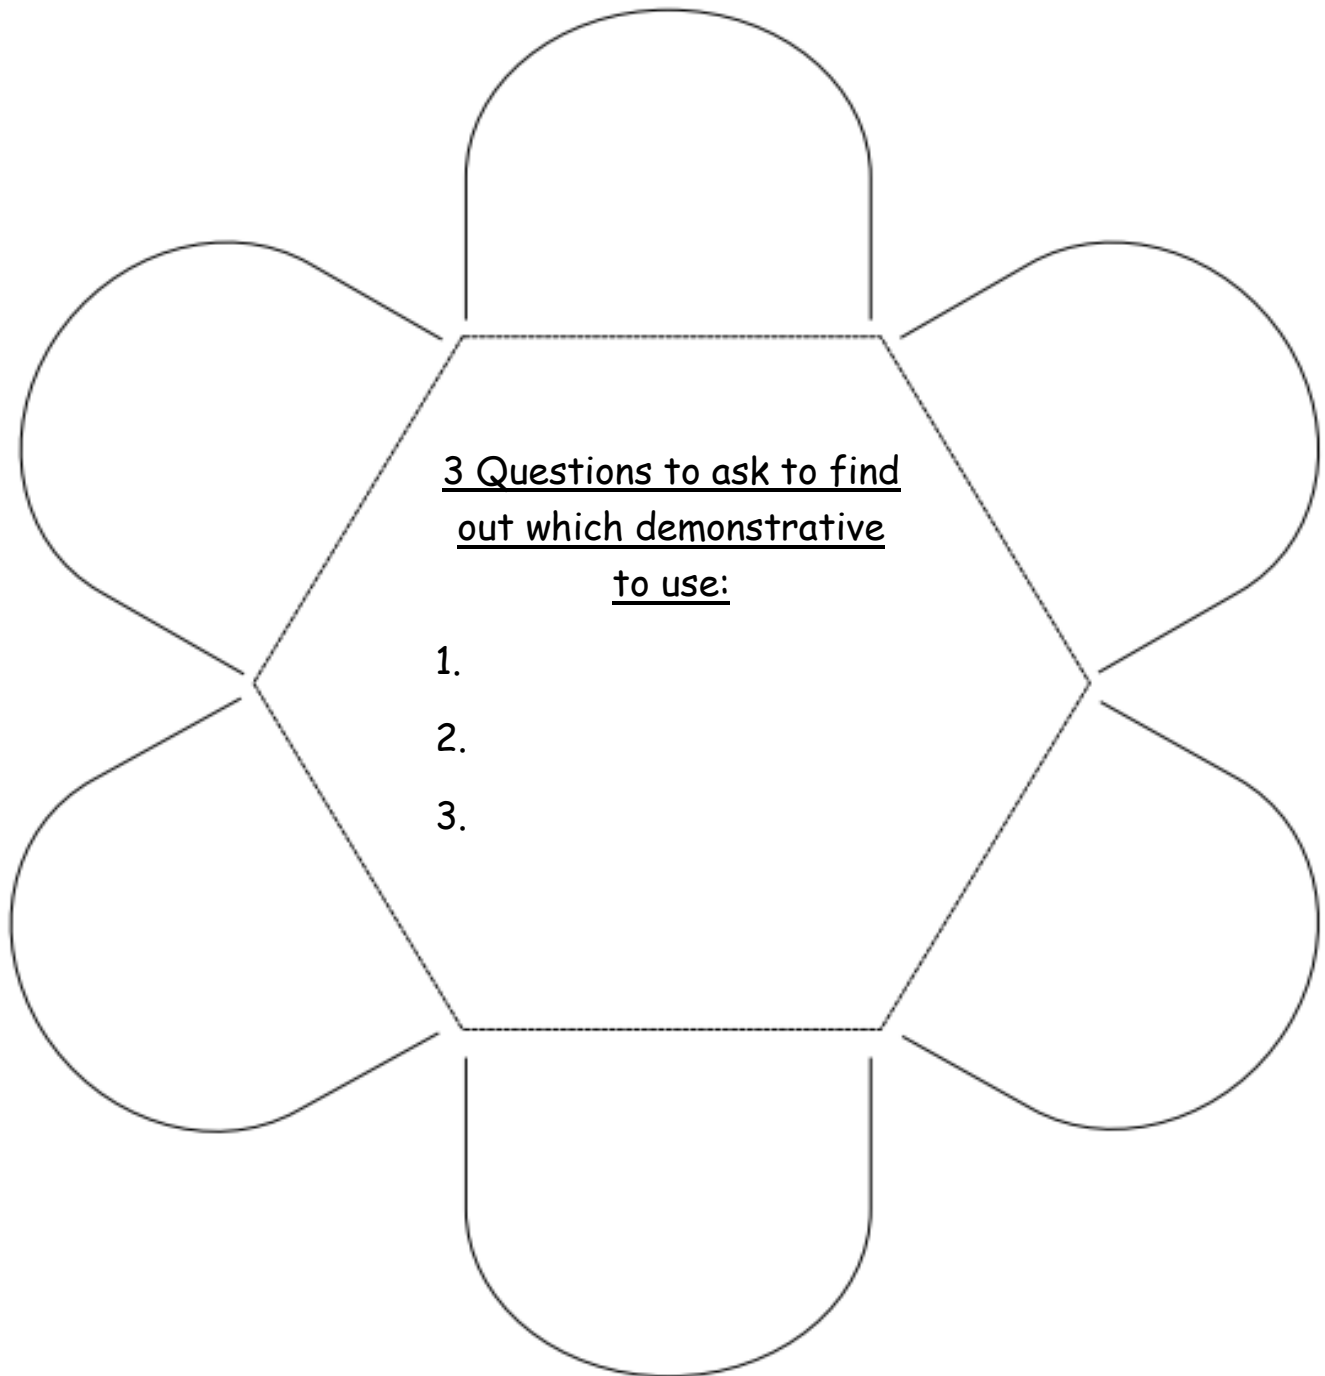 3 Questions to ask to find
out which demonstrative
to use:
1.
2.
3.